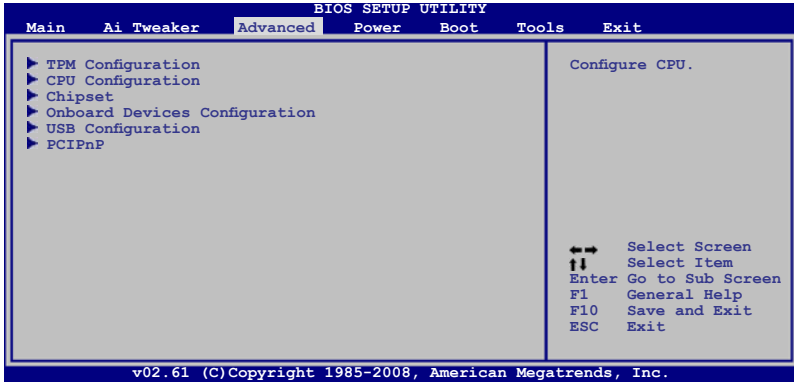 BIOS SETUP UTILITY
Main Ai Tweaker Advanced Power Boot Tools Exit
TPM Configuration
CPU Configuration
Chipset
Onboard Devices Configuration
USB Configuration
PCIPnP
Configure CPU.
Select Screen
Select Item
Enter Go to Sub Screen
F1 General Help
F10 Save and Exit
ESC Exit
v02.61 (C)Copyright 1985-2008, American Megatrends, Inc.